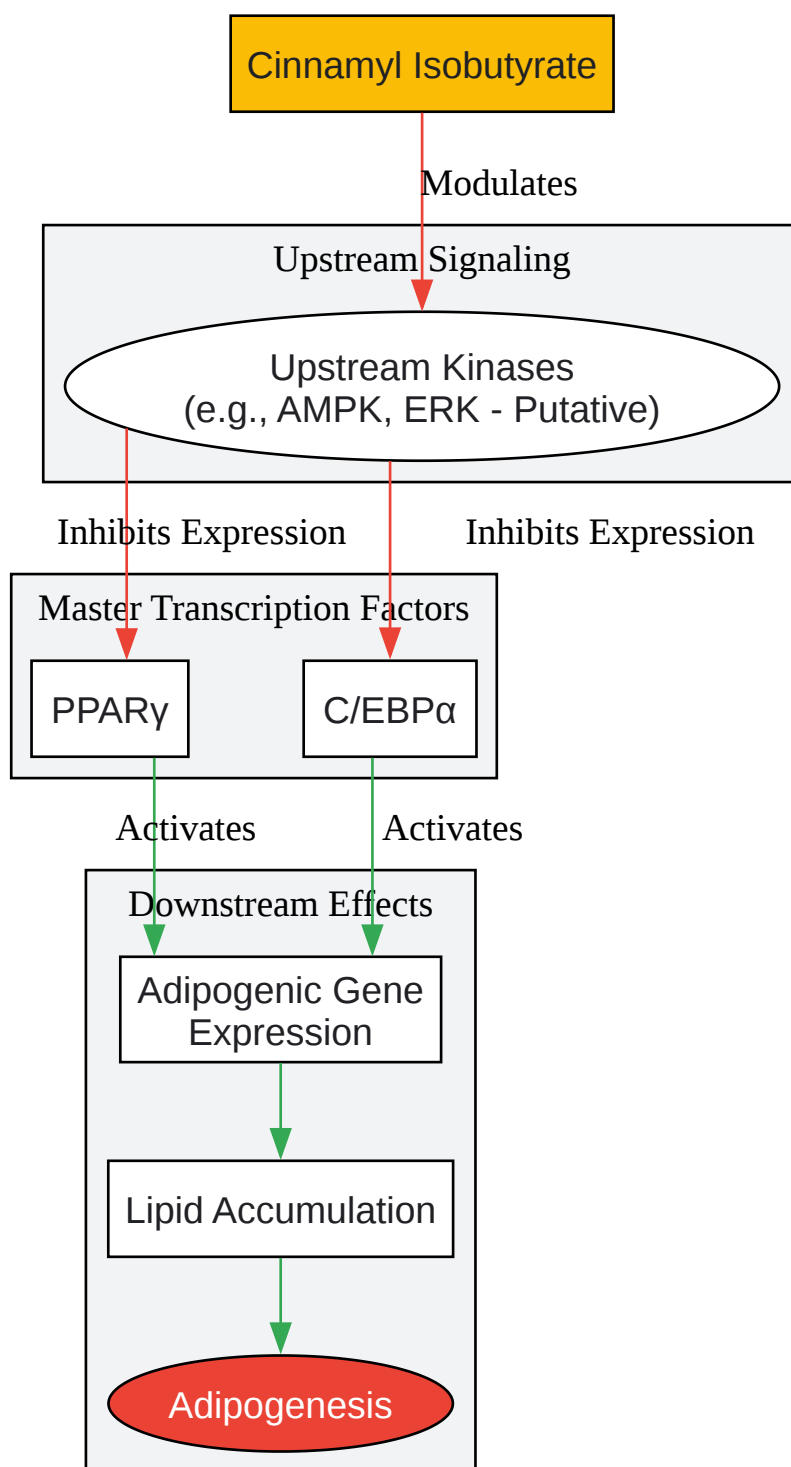 Cinnamyl Isobutyrate
Modulates
Upstream Signaling
Upstream Kinases
(e.g., AMPK, ERK - Putative)
Inhibits Expression
Inhibits Expression
Master Transcription Factors
PPARγ
C/EBPα
Activates
Activates
Downstream Effects
Adipogenic Gene
Expression
Lipid Accumulation
Adipogenesis